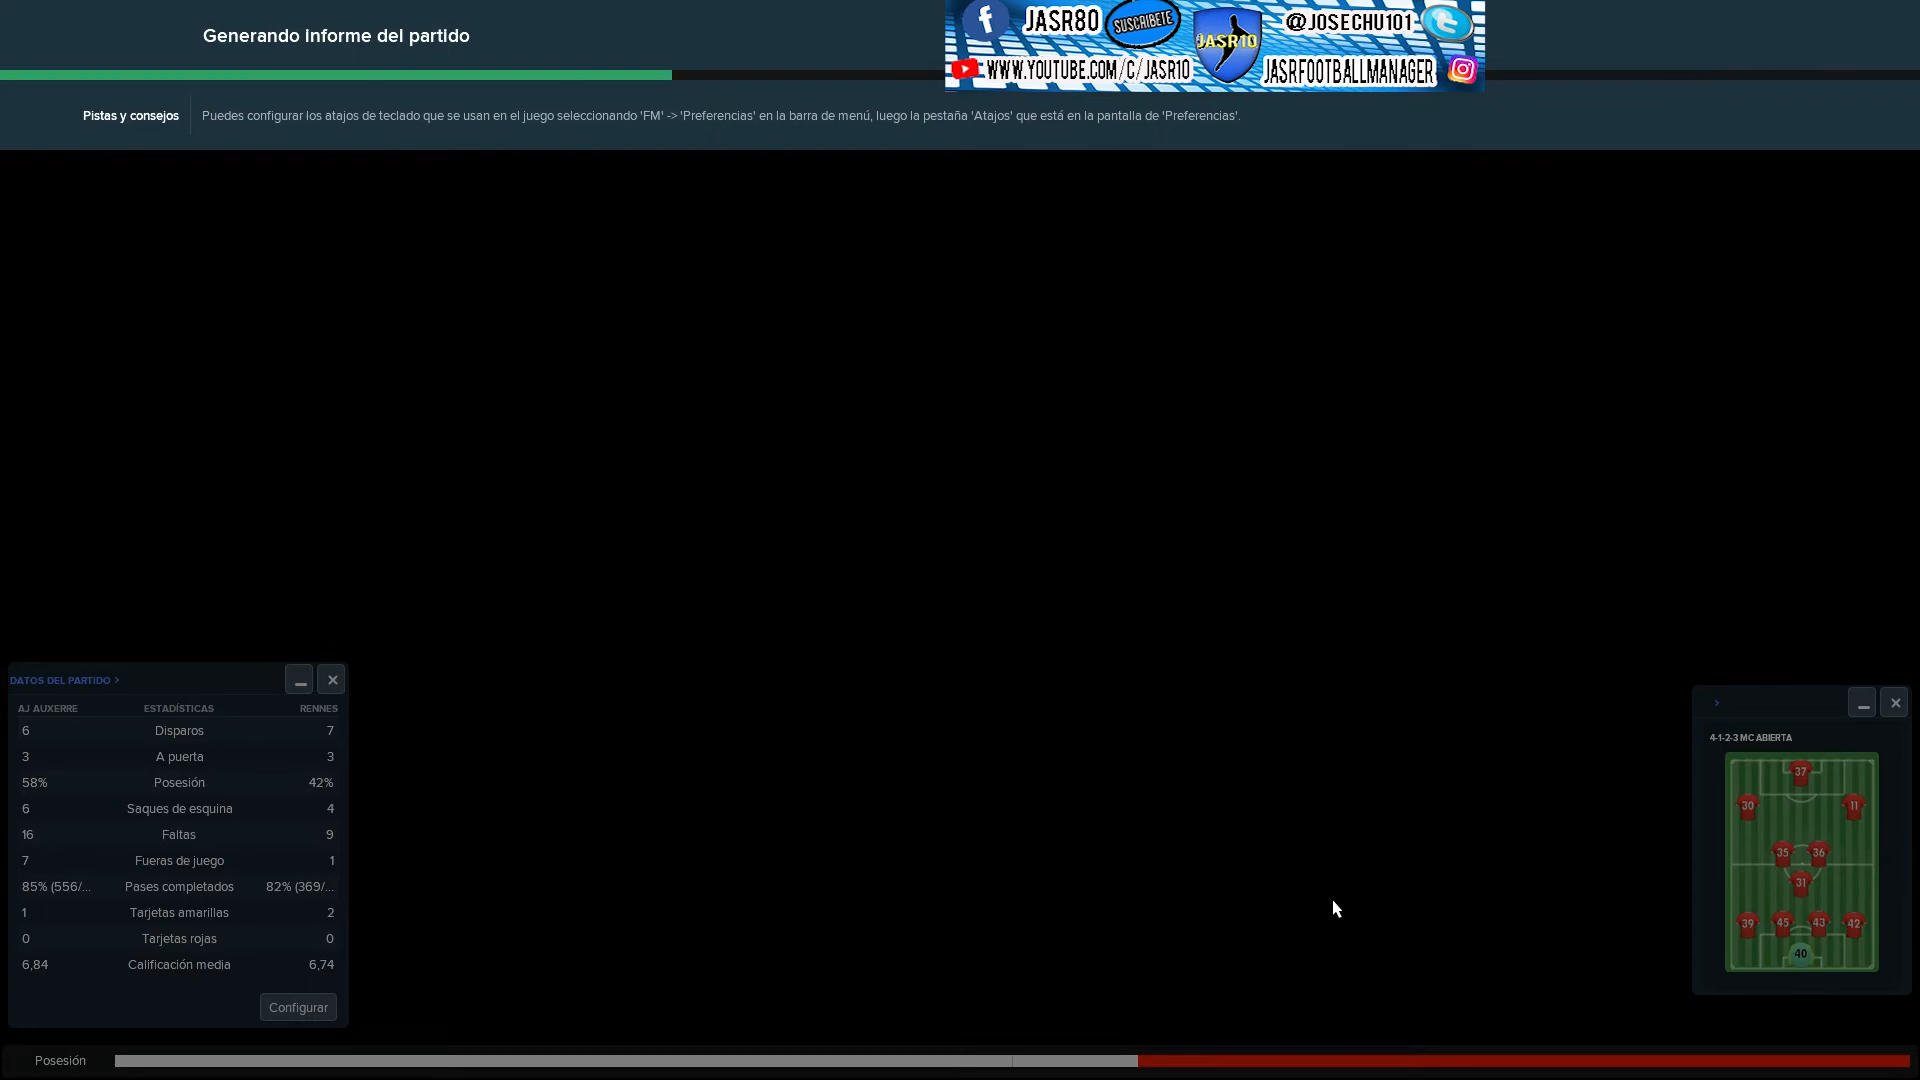 Generando informe del partido
JASR80
SUSCRIBETE
@JOSECHU101
JASR10
WWW.YOUTUBE.COM/C/JASR10
JASRFOOTBALLMANAGER
Pistas y consejos
Puedes configurar los atajos de teclado que se usan en el juego seleccionando 'FM' -> 'Preferencias' en la barra de menú, luego la pestaña 'Atajos' que está en la pantalla de 'Preferencias'.
DATOS DEL PARTIDO >
AJ AUXERRE ESTADÍSTICAS RENNES
6 Disparos 7
3 A puerta 3
58% Posesión 42%
6 Saques de esquina 4
16 Faltas 9
7 Fueras de juego 1
85% (556/... Pases completados 82% (369/...
1 Tarjetas amarillas 2
0 Tarjetas rojas 0
6,84 Calificación media 6,74
Configurar
4-1-2-3 MC ABIERTA
37
30 11
35 36
31
39 45 43 42
40
Posesión